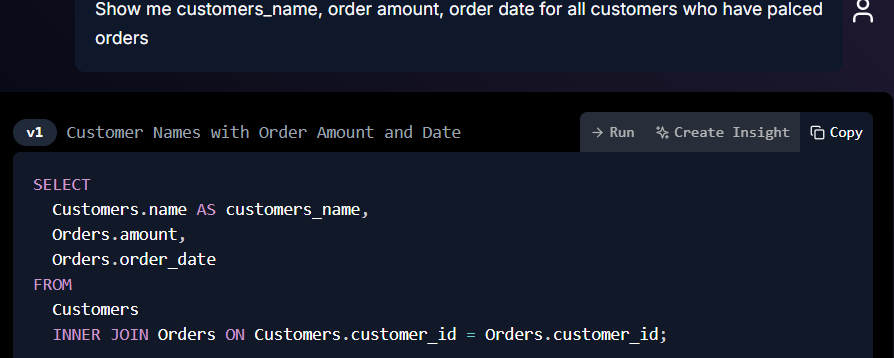 Show me customers_name, order amount, order date for all customers who have palced
orders
v1 Customer Names with Order Amount and Date Run Create Insight Copy
SELECT
Customers.name AS customers_name,
Orders.amount,
Orders.order_date
FROM
Customers
INNER JOIN Orders ON Customers.customer_id = Orders.customer_id;